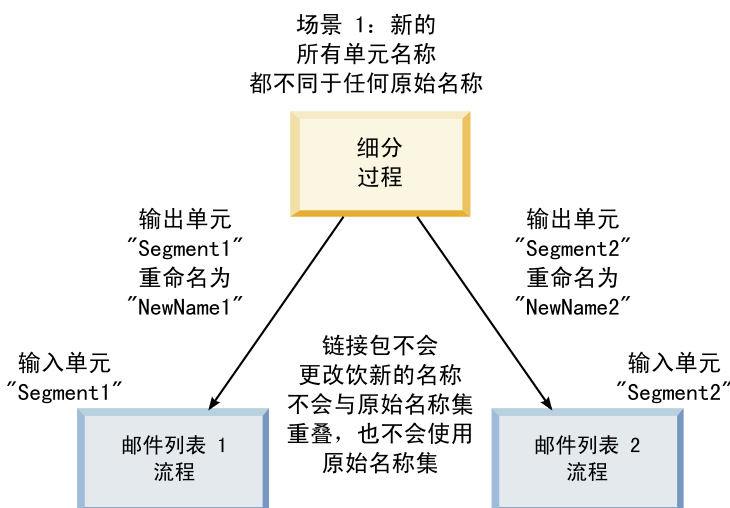 场景 1：新的
所有单元名称
都不同于任何原始名称
细分
过程
输出单元
"Segment1"
重命名为
"NewName1"
输出单元
"Segment2"
重命名为
"NewName2"
输入单元
"Segment1"
链接包不会
更改饮新的名称
不会与原始名称集
重叠，也不会使用
原始名称集
输入单元
"Segment2"
邮件列表 1
流程
邮件列表 2
流程